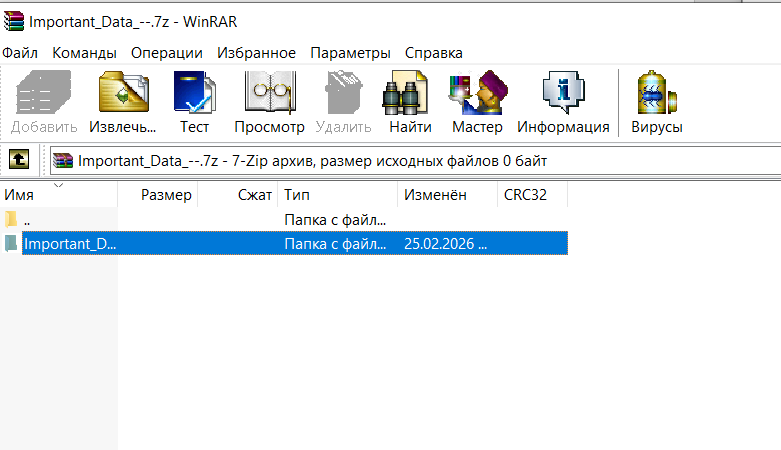 Important_Data_--.7z - WinRAR
Файл Команды Операции Избранное Параметры Справка
Добавить Извлечь... Тест Просмотр Удалить Найти Мастер Информация Вирусы
Important_Data_--.7z - 7-Zip архив, размер исходных файлов 0 байт
Имя Размер Сжат Тип Изменён CRC32
.. Папка с файл...
Important_D... Папка с файл... 25.02.2026 ...